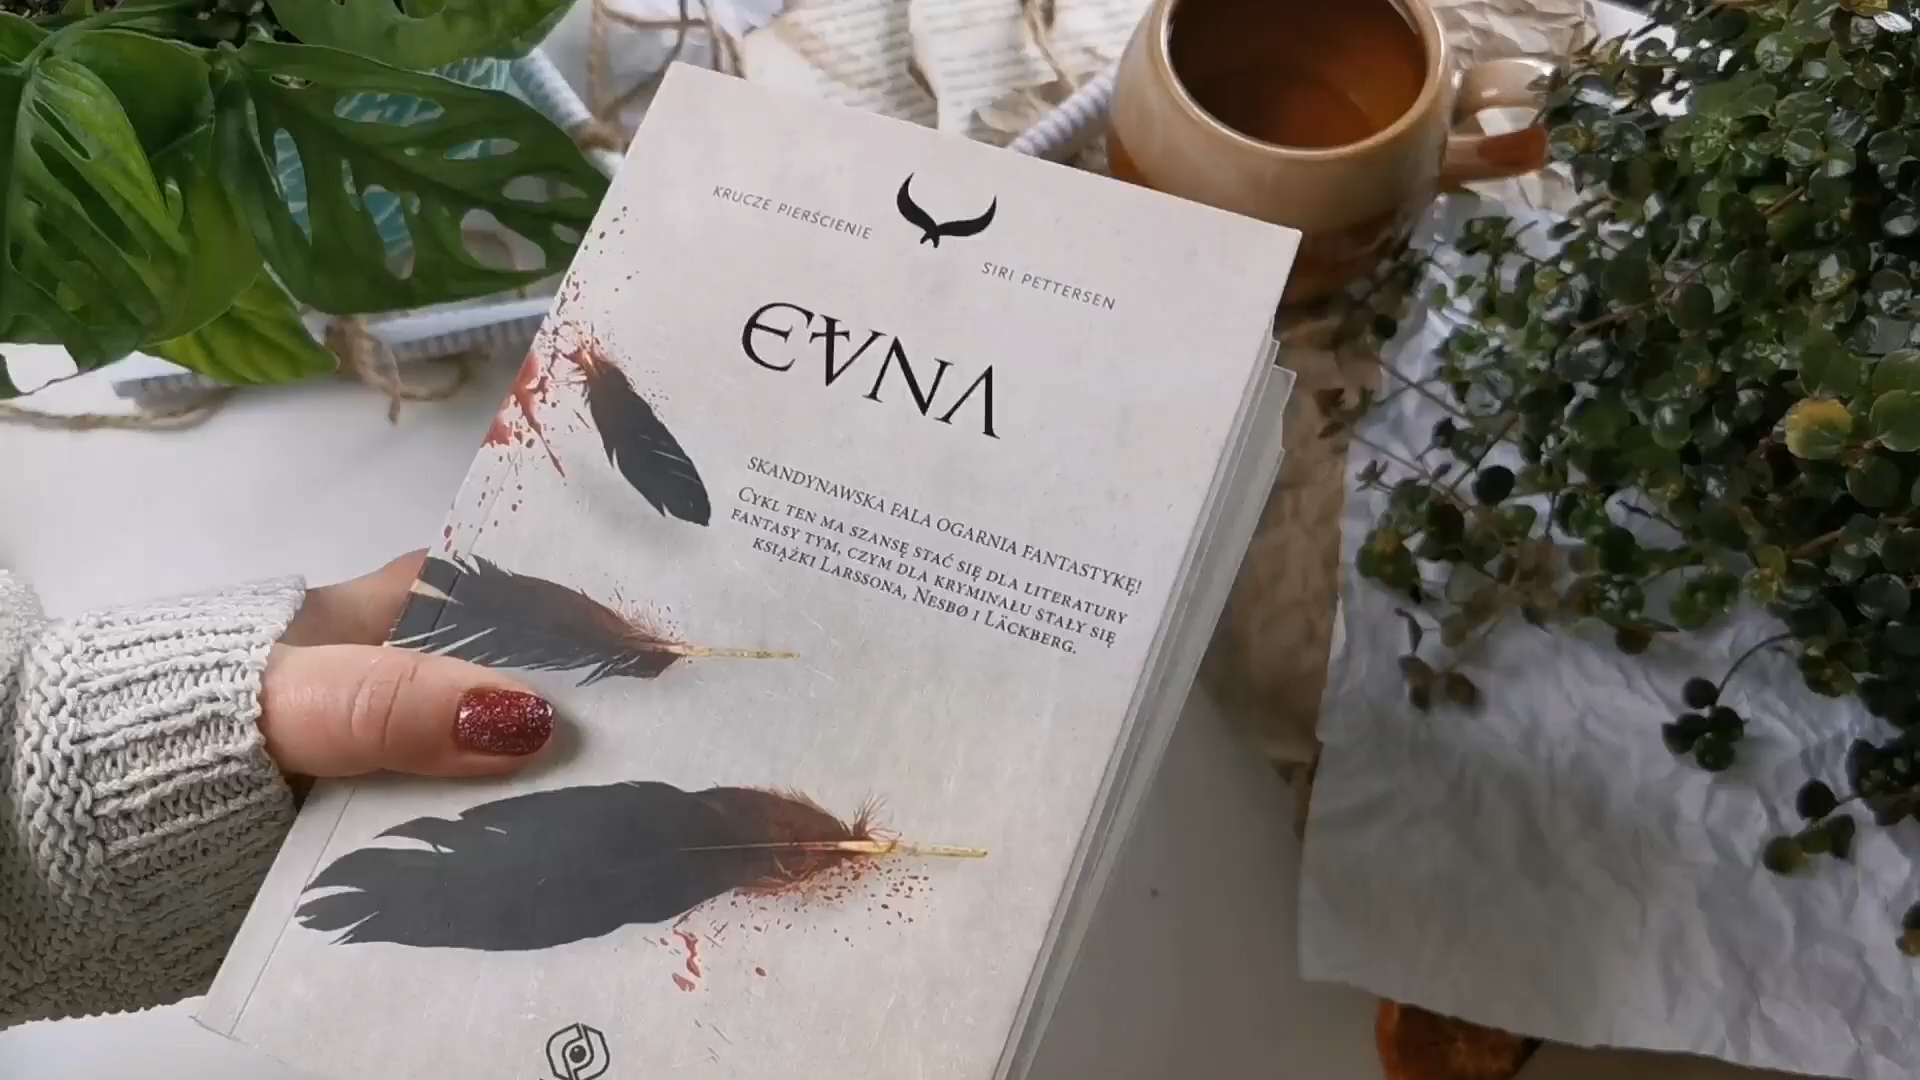 KRUCZE PIERŚCIENIE
SIRI PETTERSEN
EVNA
SKANDYNAWSKA FALA OGARNIA FANTASTYKĘ!
CYKL TEN MA SZANSĘ STAĆ SIĘ DLA LITERATURY
FANTASY TYM, CZYM DLA KRYMINAŁU STAŁY SIĘ
KSIĄŻKI LARSSONA, NESBØ I LÄCKBERG.